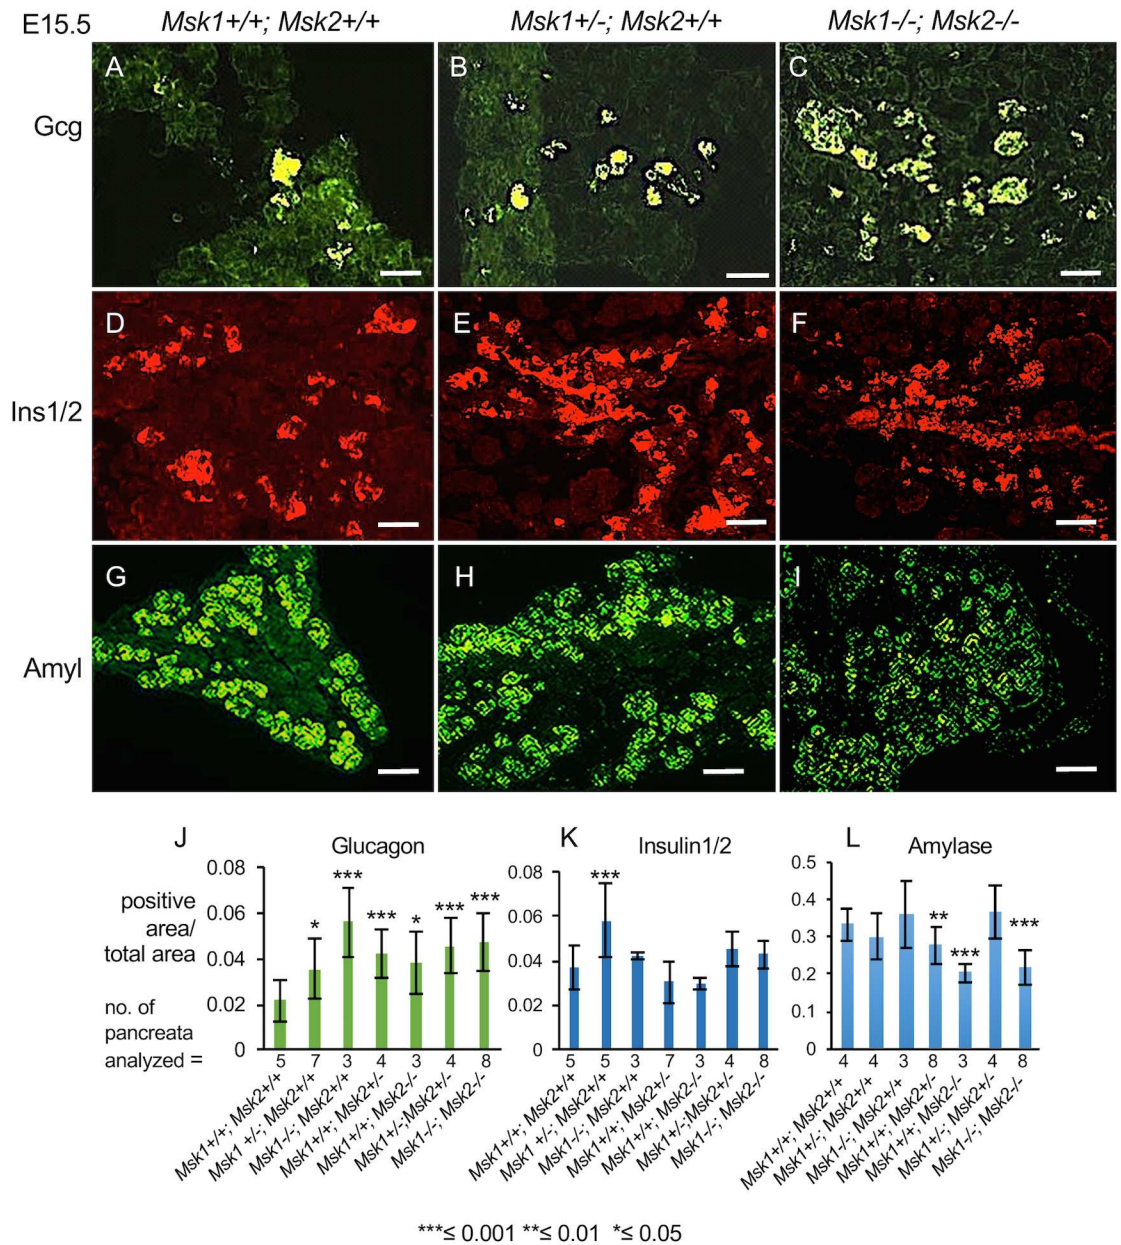 E15.5 Msk1+/+; Msk2+/+ Msk1+/-; Msk2+/+ Msk1-/-; Msk2-/-
Gcg
A B C
Ins1/2
D E F
Amyl
G H I
J Glucagon
positive
area/
total area
no. of
pancreata
analyzed =
0.08
0.06
0.04
0.02
0
* *** *** * *** ***
5 7 3 4 3 4 8
Msk1+/+; Msk2+/+
Msk1 +/-; Msk2+/+
Msk1-/-; Msk2+/+
Msk1+/+; Msk2+/-
Msk1+/+; Msk2-/-
Msk1+/-;Msk2+/-
Msk1-/-; Msk2-/-
K Insulin1/2
0.08
0.06
0.04
0.02
0
***
5 5 3 7 3 4 8
Msk1+/+; Msk2+/+
Msk1 +/-; Msk2+/+
Msk1-/-; Msk2+/+
Msk1+/+; Msk2+/-
Msk1+/+; Msk2-/-
Msk1+/-; Msk2+/-
Msk1-/-; Msk2-/-
L Amylase
0.5
0.4
0.3
0.2
0.1
0
** *** ***
4 4 3 8 3 4 8
Msk1+/+; Msk2+/+
Msk1+/-; Msk2+/+
Msk1-/-; Msk2+/+
Msk1+/+; Msk2+/-
Msk1+/+; Msk2-/-
Msk1+/-; Msk2+/-
Msk1-/-; Msk2-/-
***≤ 0.001 **≤ 0.01 *≤ 0.05